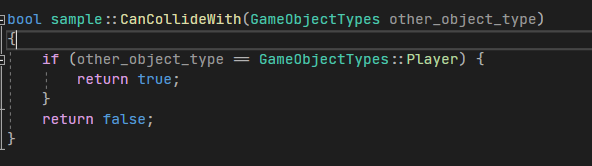 bool sample::CanCollideWith(GameObjectTypes other_object_type)
{
    if (other_object_type == GameObjectTypes::Player) {
        return true;
    }
    return false;
}